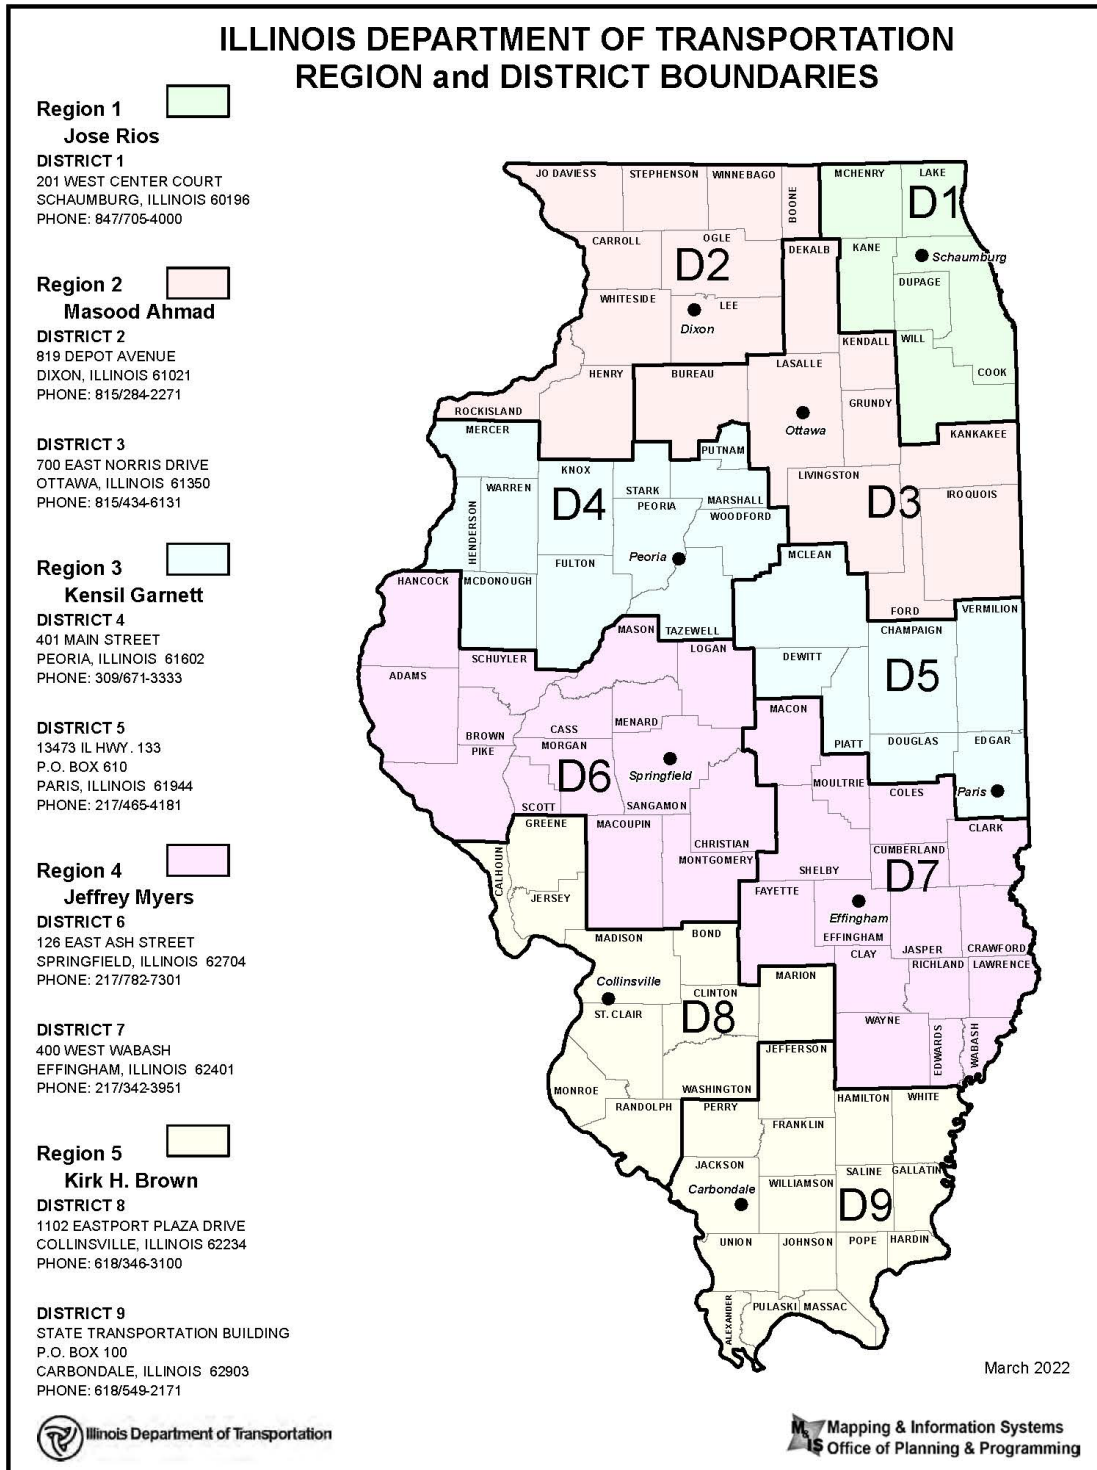 ILLINOIS DEPARTMENT OF TRANSPORTATION
REGION and DISTRICT BOUNDARIES
Region 1
Jose Rios
DISTRICT 1
201 WEST CENTER COURT
SCHAUMBURG, ILLINOIS 60196
PHONE: 847/705-4000
Region 2
Masood Ahmad
DISTRICT 2
819 DEPOT AVENUE
DIXON, ILLINOIS 61021
PHONE: 815/284-2271
DISTRICT 3
700 EAST NORRIS DRIVE
OTTAWA, ILLINOIS 61350
PHONE: 815/434-6131
Region 3
Kensil Garnett
DISTRICT 4
401 MAIN STREET
PEORIA, ILLINOIS 61602
PHONE: 309/671-3333
DISTRICT 5
13473 IL HWY. 133
P.O. BOX 610
PARIS, ILLINOIS 61944
PHONE: 217/465-4181
Region 4
Jeffrey Myers
DISTRICT 6
126 EAST ASH STREET
SPRINGFIELD, ILLINOIS 62704
PHONE: 217/782-7301
DISTRICT 7
400 WEST WABASH
EFFINGHAM, ILLINOIS 62401
PHONE: 217/342-3951
Region 5
Kirk H. Brown
DISTRICT 8
1102 EASTPORT PLAZA DRIVE
COLLINSVILLE, ILLINOIS 62234
PHONE: 618/346-3100
DISTRICT 9
STATE TRANSPORTATION BUILDING
P.O. BOX 100
CARBONDALE, ILLINOIS 62903
PHONE: 618/549-2171
JO DAVIESS
STEPHENSON
WINNEBAGO
BOONE
MCHENRY
LAKE
D1
CARROLL
OGLE
D2
DEKALB
KANE
Schaumburg
DUPAGE
WHITESIDE
LEE
Dixon
KENDALL
WILL
COOK
HENRY
BUREAU
LASALLE
GRUNDY
ROCKISLAND
Ottawa
MERCER
PUTNAM
KANKAKEE
KNOX
WARREN
D4
STARK
PEORIA
MARSHALL
WOODFORD
LIVINGSTON
D3
IROQUOIS
HENDERSON
Peoria
MCLEAN
FULTON
HANCOCK
MCDONOUGH
FORD
VERMILION
MASON
TAZEWELL
CHAMPAIGN
LOGAN
SCHUYLER
DEWITT
D5
ADAMS
MACON
MENARD
CASS
BROWN
PIKE
MORGAN
PIATT
DOUGLAS
EDGAR
D6
Springfield
MOULTRIE
COLES
Paris
SCOTT
SANGAMON
GREENE
MACOUPIN
CLARK
CHRISTIAN
CUMBERLAND
MONTGOMERY
SHELBY
D7
CALHOUN
JERSEY
FAYETTE
Effingham
EFFINGHAM
JASPER
CRAWFORD
MADISON
BOND
CLAY
RICHLAND
LAWRENCE
MARION
Collinsville
CLINTON
ST. CLAIR
D8
WAYNE
EDWARDS
WABASH
JEFFERSON
MONROE
WASHINGTON
RANDOLPH
PERRY
HAMILTON
WHITE
FRANKLIN
JACKSON
SALINE
GALLATIN
Carbondale
WILLIAMSON
D9
UNION
JOHNSON
POPE
HARDIN
ALEXANDER
PULASKI
MASSAC
March 2022
Illinois Department of Transportation
M&IS
Mapping & Information Systems
Office of Planning & Programming